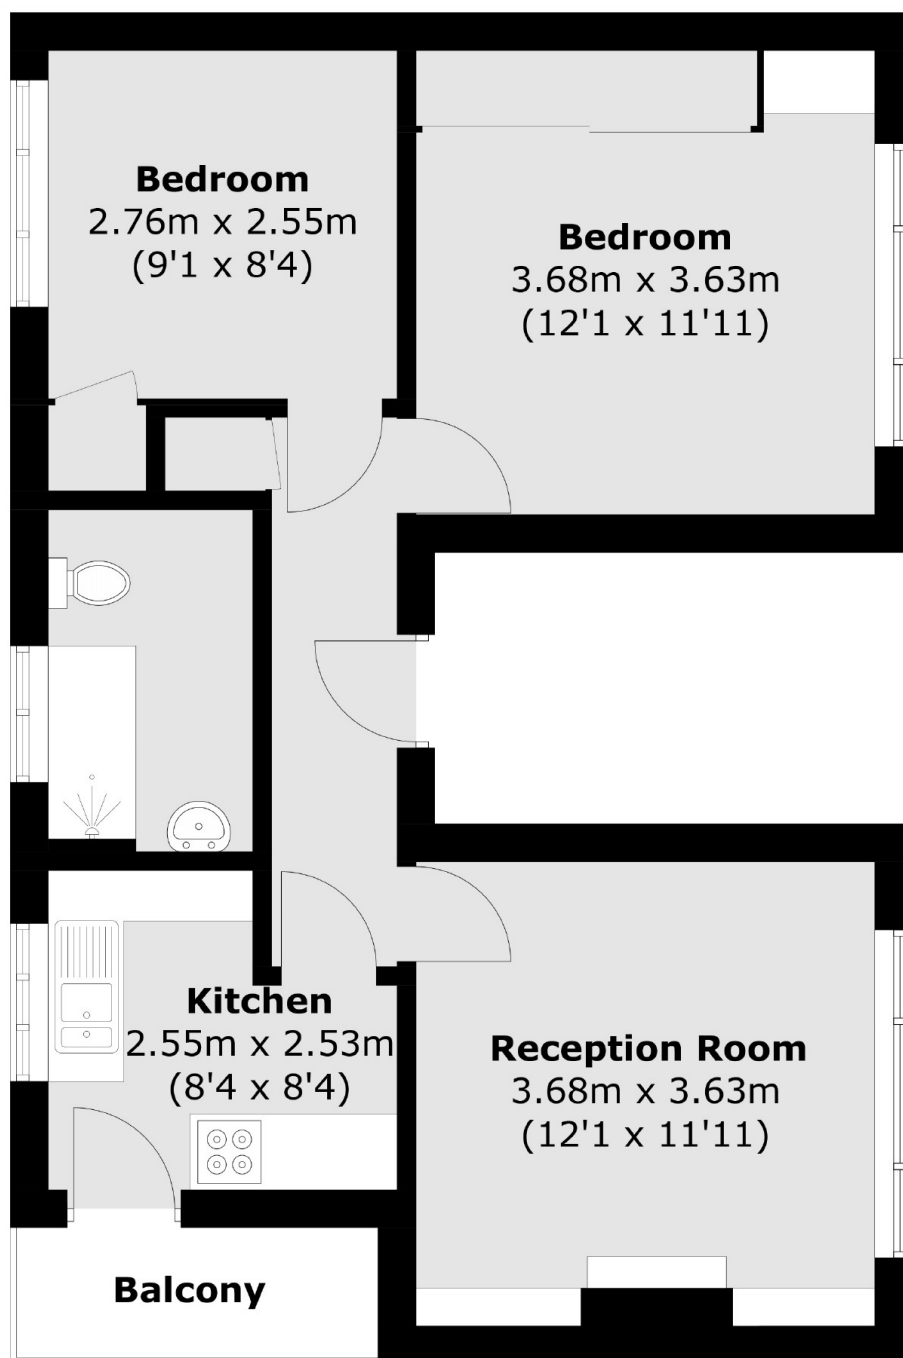 Bedroom
2.76m x 2.55m
(9'1 x 8'4)
Bedroom
3.68m x 3.63m
(12'1 x 11'11)
Kitchen
2.55m x 2.53m
(8'4 x 8'4)
Reception Room
3.68m x 3.63m
(12'1 x 11'11)
Balcony